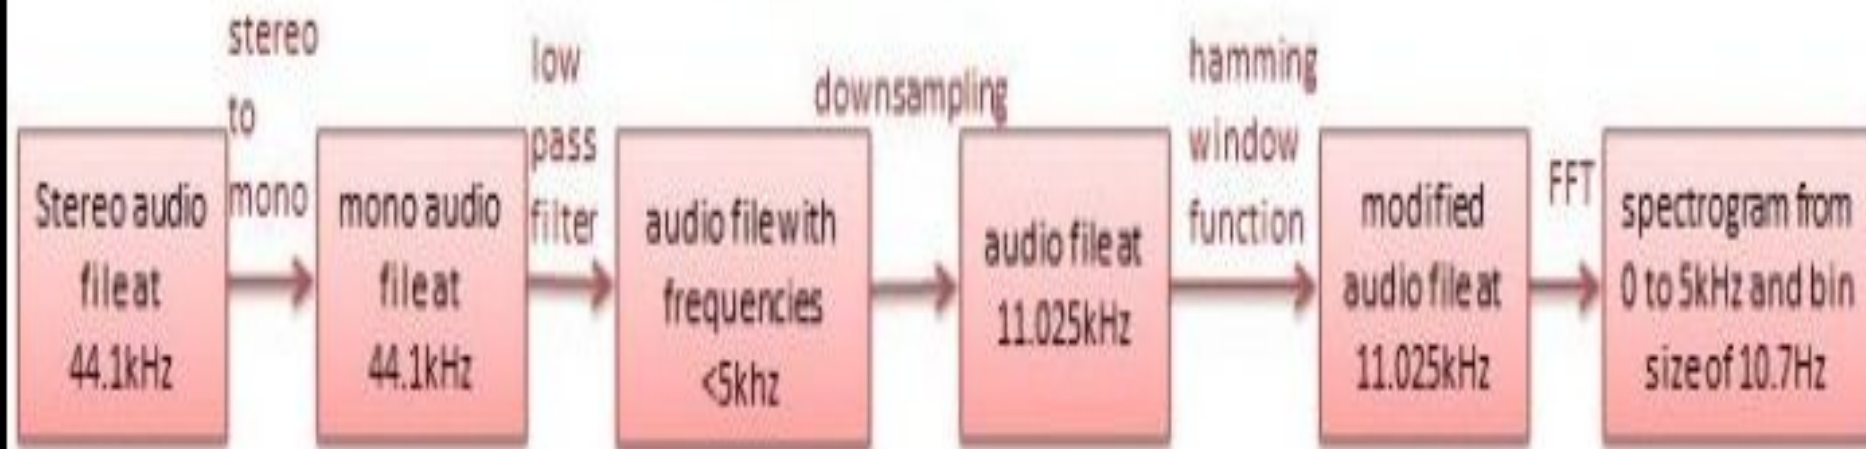 Stereo audio
file at
44.1kHz
stereo
to
mono
mono audio
file at
44.1kHz
low
pass
filter
audio file with
frequencies
<5khz
downsampling
audio file at
11.025kHz
hamming
window
function
modified
audio file at
11.025kHz
FFT
spectrogram from
0 to 5kHz and bin
size of 10.7Hz